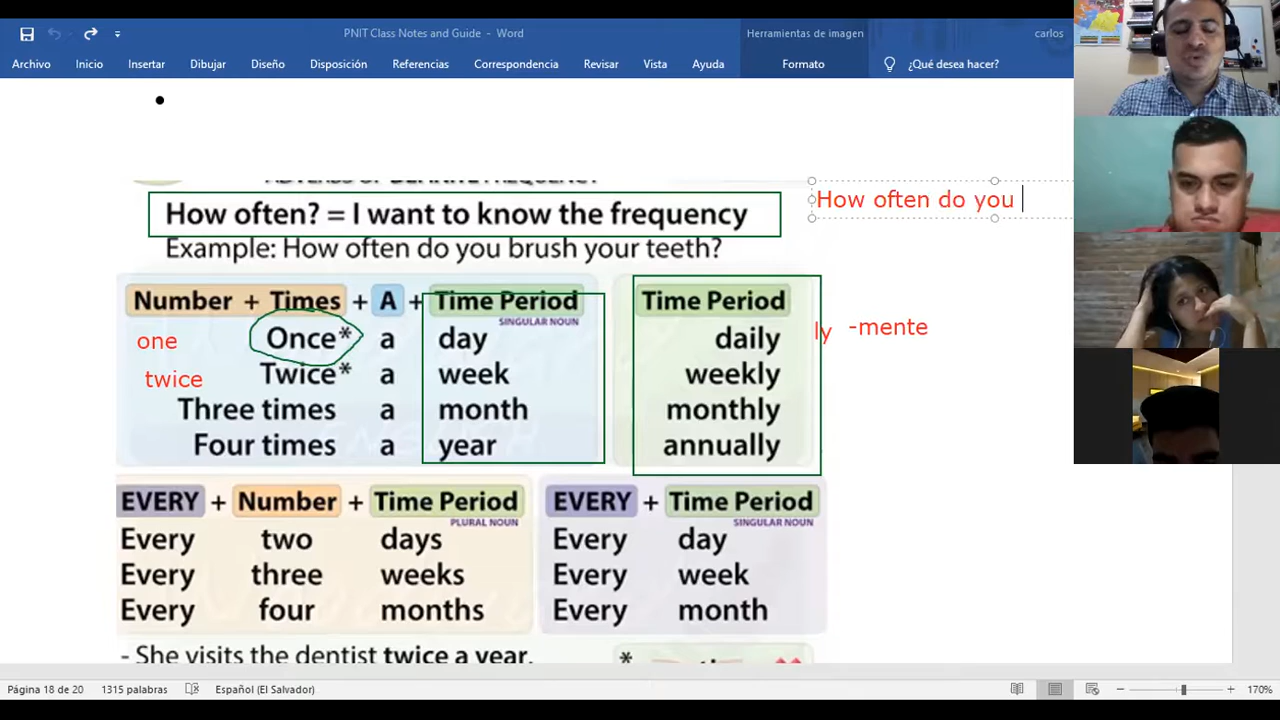 PNIT Class Notes and Guide - Word
Herramientas de imagen
carlos
Archivo Inicio Insertar Dibujar Diseño Disposición Referencias Correspondencia Revisar Vista Ayuda Formato ¿Qué desea hacer?
How often? = I want to know the frequency
How often do you
Example: How often do you brush your teeth?
Number + Times + A + Time Period
SINGULAR NOUN
one Once* a day
twice Twice* a week
Three times a month
Four times a year
Time Period
daily
ly -mente
weekly
monthly
annually
EVERY + Number + Time Period
PLURAL NOUN
Every two days
Every three weeks
Every four months
EVERY + Time Period
SINGULAR NOUN
Every day
Every week
Every month
- She visits the dentist twice a year.
*
Página 18 de 20 1315 palabras Español (El Salvador) 170%